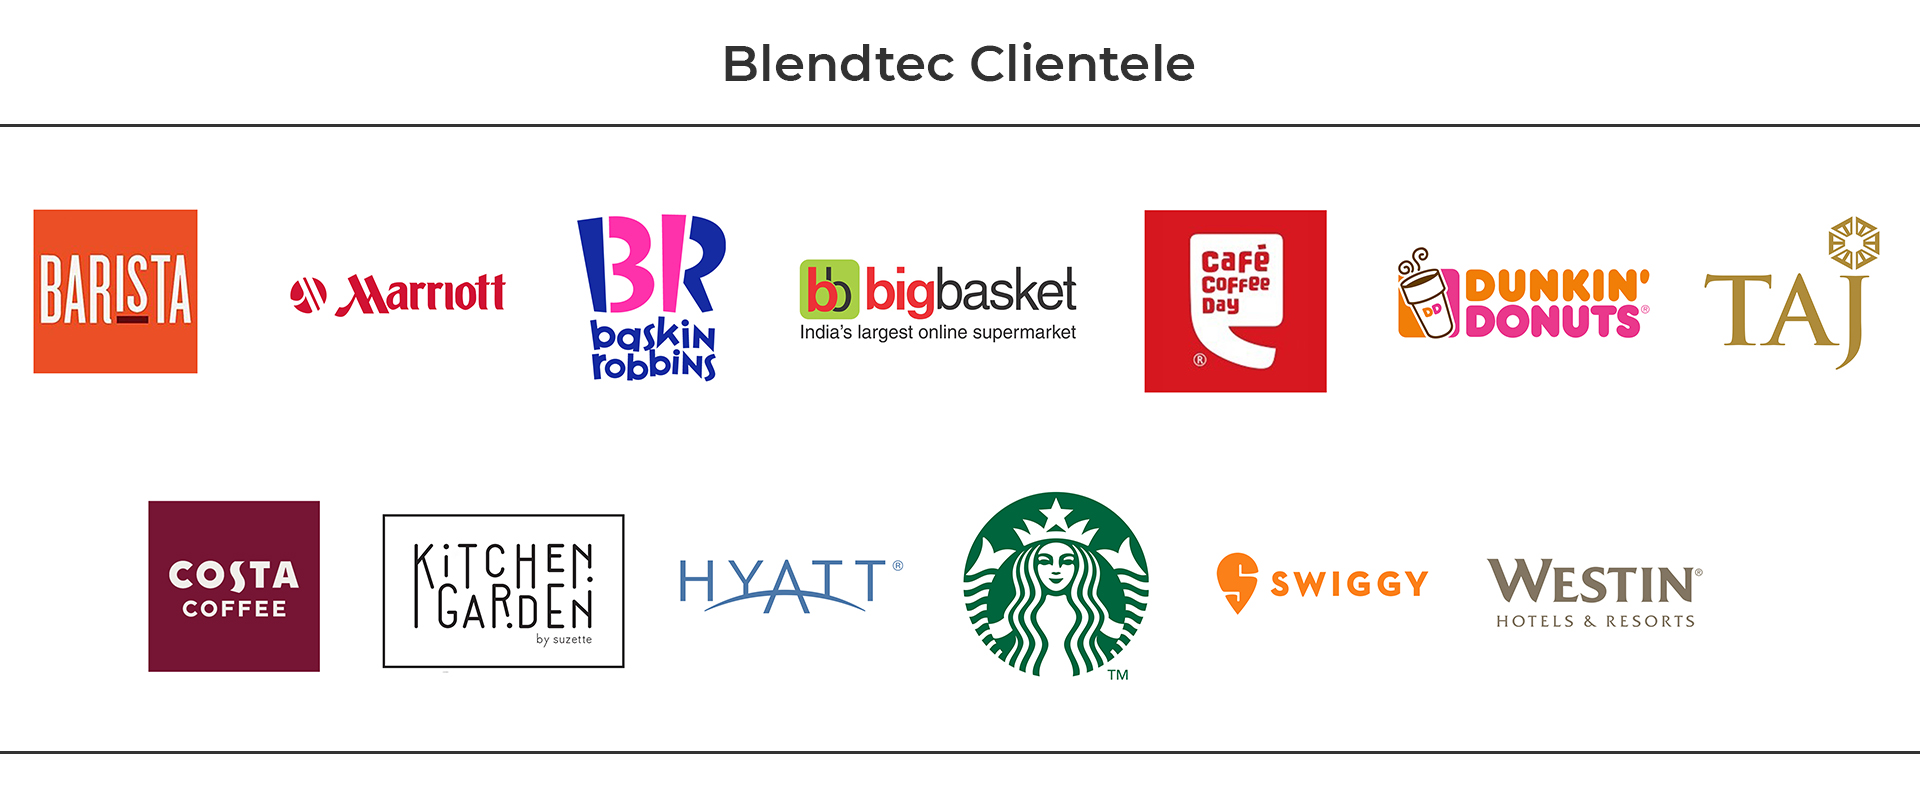 Blendtec Clientele
BARISTA
Marriott
BR
baskin
robbins
bb bigbasket
India's largest online supermarket
Café
Coffee
Day
®
DD
DUNKIN'
DONUTS®
TAJ
COSTA
COFFEE
KiTCHEN
GARDEN
by suzette
HYATT®
TM
SWIGGY
WESTIN®
HOTELS & RESORTS